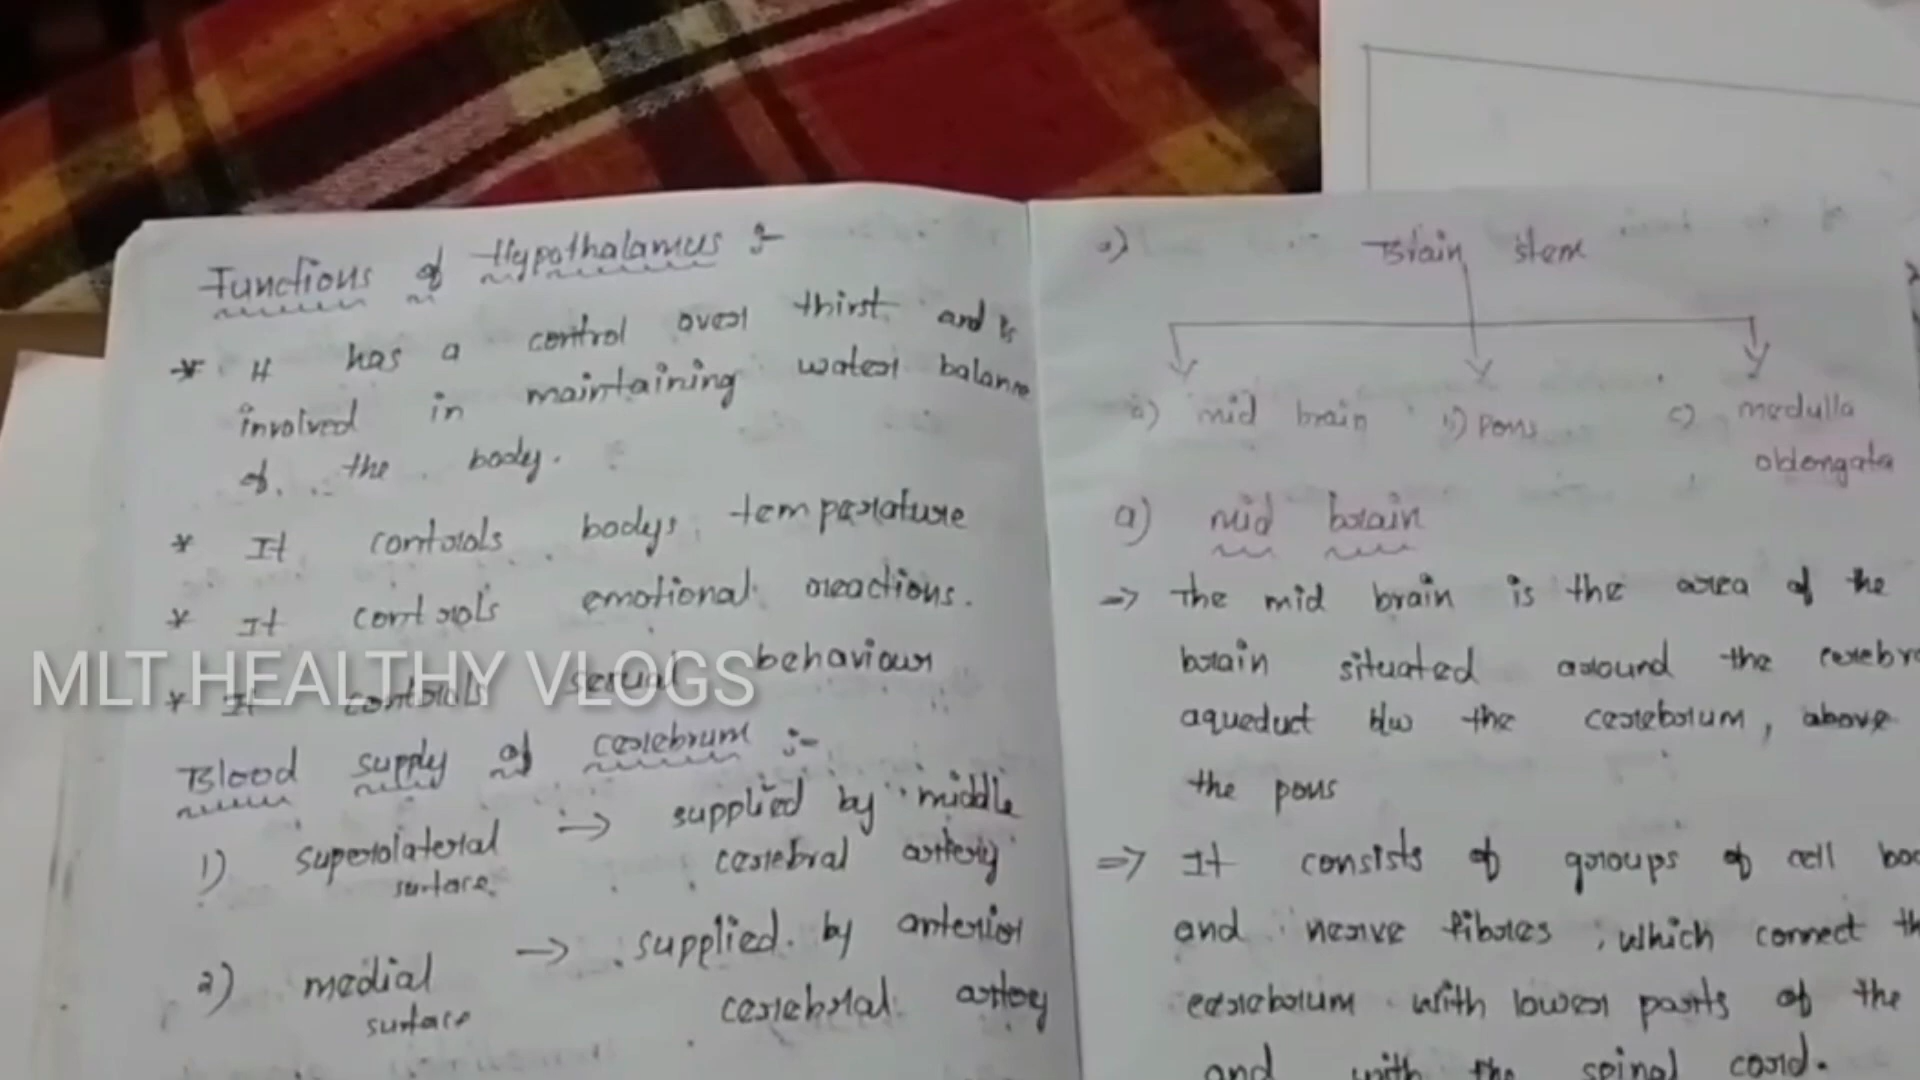 Functions of Hypothalamus :-
* It has a control over thirst and is
involved in maintaining water balance
of the body.
* It controls bodys temperature
* It controls emotional reactions.
* It controls sexual behaviour
MLT HEALTHY VLOGS
Blood supply of cerebrum :-
1) superolateral surface → supplied by middle
cerebral artery
2) medial surface → supplied by anterior
cerebral artery
Brain stem
a) mid brain b) pons c) medulla
oblongata
a) mid brain
⇒ The mid brain is the area of the
brain situated around the cerebra
aqueduct b/w the cerebrum, above
the pons
⇒ It consists of groups of cell bod
and nerve fibres, which connect th
cerebrum with lower parts of the
and with the spinal cord.